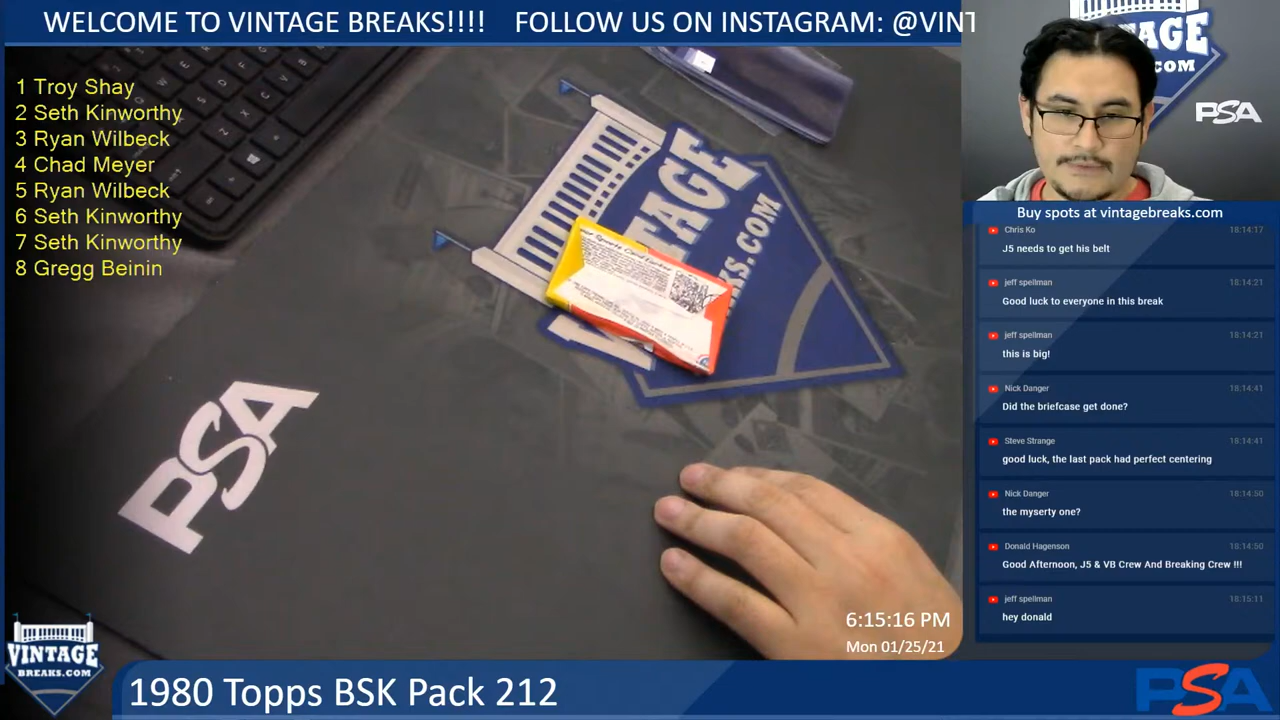 WELCOME TO VINTAGE BREAKS!!!! FOLLOW US ON INSTAGRAM: @VINT
1 Troy Shay
2 Seth Kinworthy
3 Ryan Wilbeck
4 Chad Meyer
5 Ryan Wilbeck
6 Seth Kinworthy
7 Seth Kinworthy
8 Gregg Beinin
VINTAGE
PSA
PSA
Buy spots at vintagebreaks.com
Chris Ko 18:14:17
J5 needs to get his belt
jeff spellman 18:14:21
Good luck to everyone in this break
jeff spellman 18:14:21
this is big!
Nick Danger 18:14:41
Did the briefcase get done?
Steve Strange 18:14:41
good luck, the last pack had perfect centering
Nick Danger 18:14:50
the myserty one?
Donald Hagenson 18:14:50
Good Afternoon, J5 & VB Crew And Breaking Crew !!!
jeff spellman 18:15:11
hey donald
6:15:16 PM
Mon 01/25/21
VINTAGE
BREAKS.COM
1980 Topps BSK Pack 212
PSA